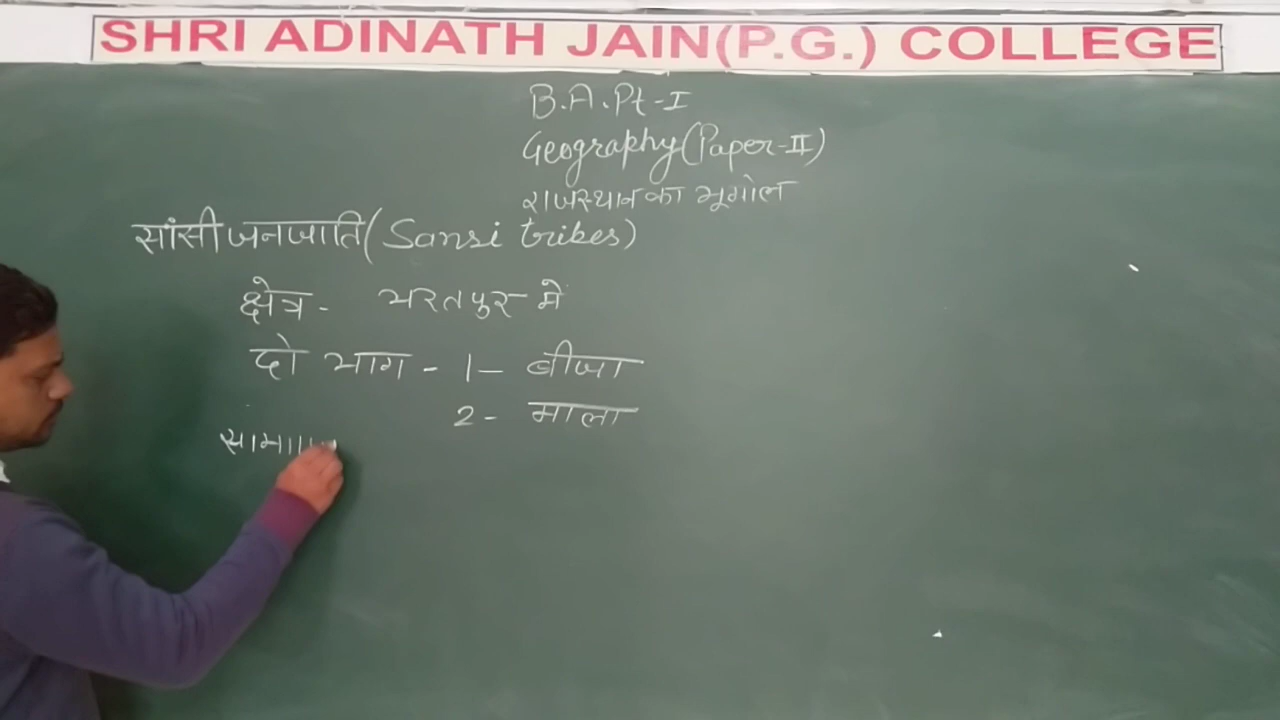 SHRI ADINATH JAIN(P.G.) COLLEGE
B.A.Pt-I
Geography(Paper-II)
राजस्थान का भूगोल
सांसी जनजाति (Sansi tribes)
क्षेत्र - भरतपुर में
दो भाग - 1- बीजा
2- माला